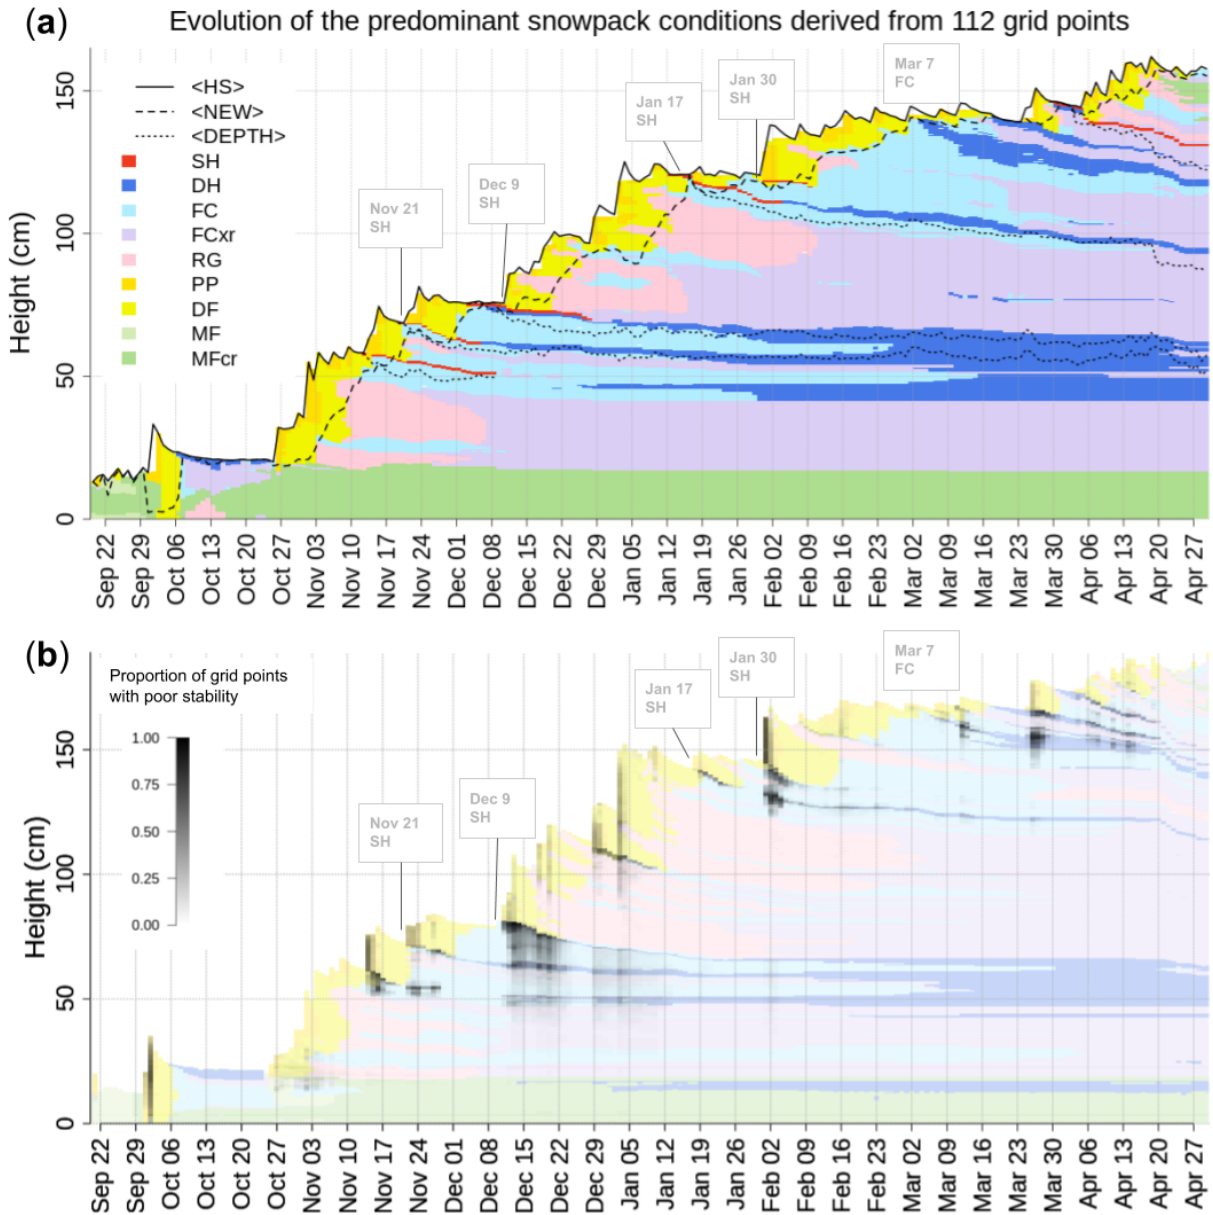 (a)
Evolution of the predominant snowpack conditions derived from 112 grid points
Height (cm)
150
100
50
0
<HS>
<NEW>
<DEPTH>
SH
DH
FC
FCxr
RG
PP
DF
MF
MFcr
Nov 21
SH
Dec 9
SH
Jan 17
SH
Jan 30
SH
Mar 7
FC
Sep 22
Sep 29
Oct 06
Oct 13
Oct 20
Oct 27
Nov 03
Nov 10
Nov 17
Nov 24
Dec 01
Dec 08
Dec 15
Dec 22
Dec 29
Jan 05
Jan 12
Jan 19
Jan 26
Feb 02
Feb 09
Feb 16
Feb 23
Mar 02
Mar 09
Mar 16
Mar 23
Mar 30
Apr 06
Apr 13
Apr 20
Apr 27
(b)
Proportion of grid points
with poor stability
1.00
0.75
0.50
0.25
0.00
Height (cm)
150
100
50
0
Nov 21
SH
Dec 9
SH
Jan 17
SH
Jan 30
SH
Mar 7
FC
Sep 22
Sep 29
Oct 06
Oct 13
Oct 20
Oct 27
Nov 03
Nov 10
Nov 17
Nov 24
Dec 01
Dec 08
Dec 15
Dec 22
Dec 29
Jan 05
Jan 12
Jan 19
Jan 26
Feb 02
Feb 09
Feb 16
Feb 23
Mar 02
Mar 09
Mar 16
Mar 23
Mar 30
Apr 06
Apr 13
Apr 20
Apr 27